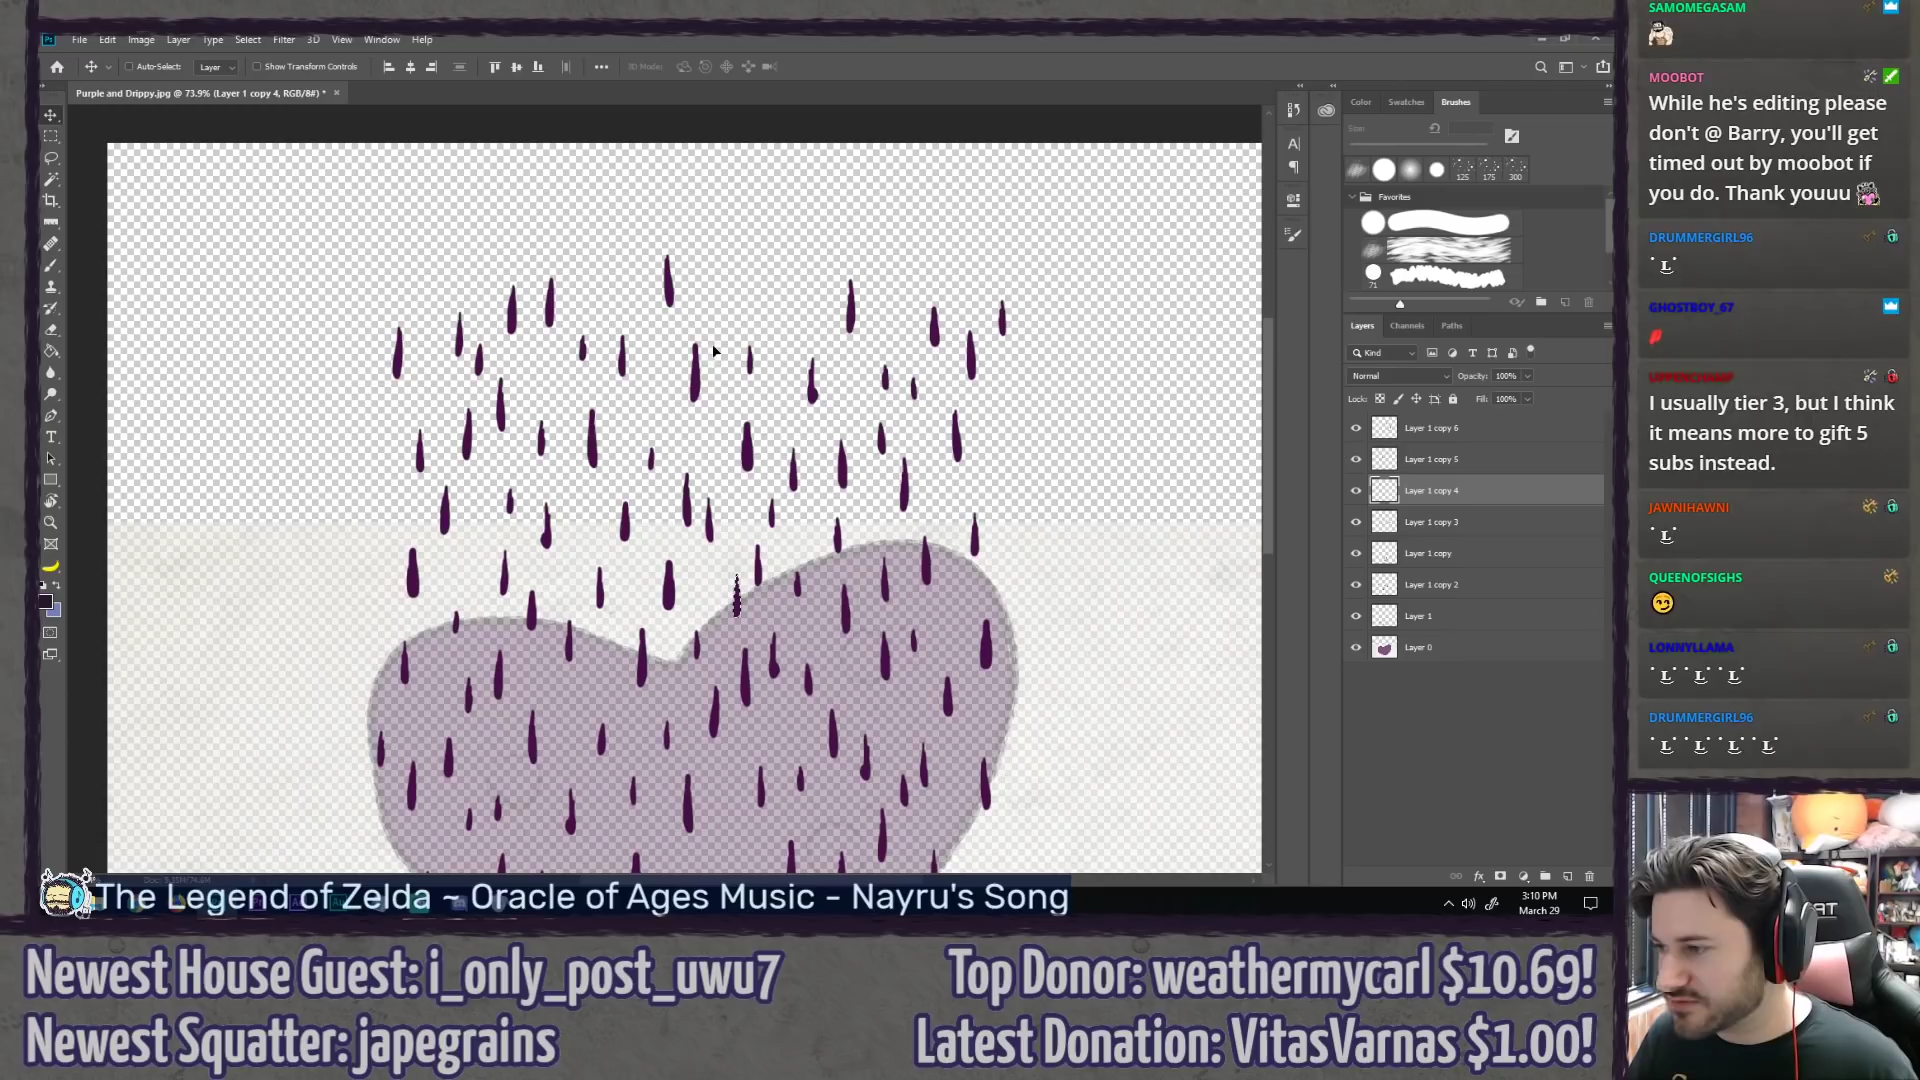 File Edit Image Layer Type Select Filter 3D View Window Help
Auto-Select: Layer Show Transform Controls 3D Mode:
Purple and Drippy.jpg @ 73.9% (Layer 1 copy 4, RGB/8#) *
Color Swatches Brushes
Size:
125 175 300
Favorites
71
Layers Channels Paths
Kind
Normal Opacity: 100%
Lock: Fill: 100%
Layer 1 copy 6
Layer 1 copy 5
Layer 1 copy 4
Layer 1 copy 3
Layer 1 copy
Layer 1 copy 2
Layer 1
Layer 0
3:10 PM
March 29
The Legend of Zelda ~ Oracle of Ages Music - Nayru's Song
Newest House Guest: i_only_post_uwu7
Newest Squatter: japegrains
Top Donor: weathermycarl $10.69!
Latest Donation: VitasVarnas $1.00!
SAMOMEGASAM
MOOBOT
While he's editing please
don't @ Barry, you'll get
timed out by moobot if
you do. Thank youuu
DRUMMERGIRL96
GHOSTBOY_67
I usually tier 3, but I think
it means more to gift 5
subs instead.
JAWNIHAWNI
QUEENOFSIGHS
LONNYLLAMA
DRUMMERGIRL96